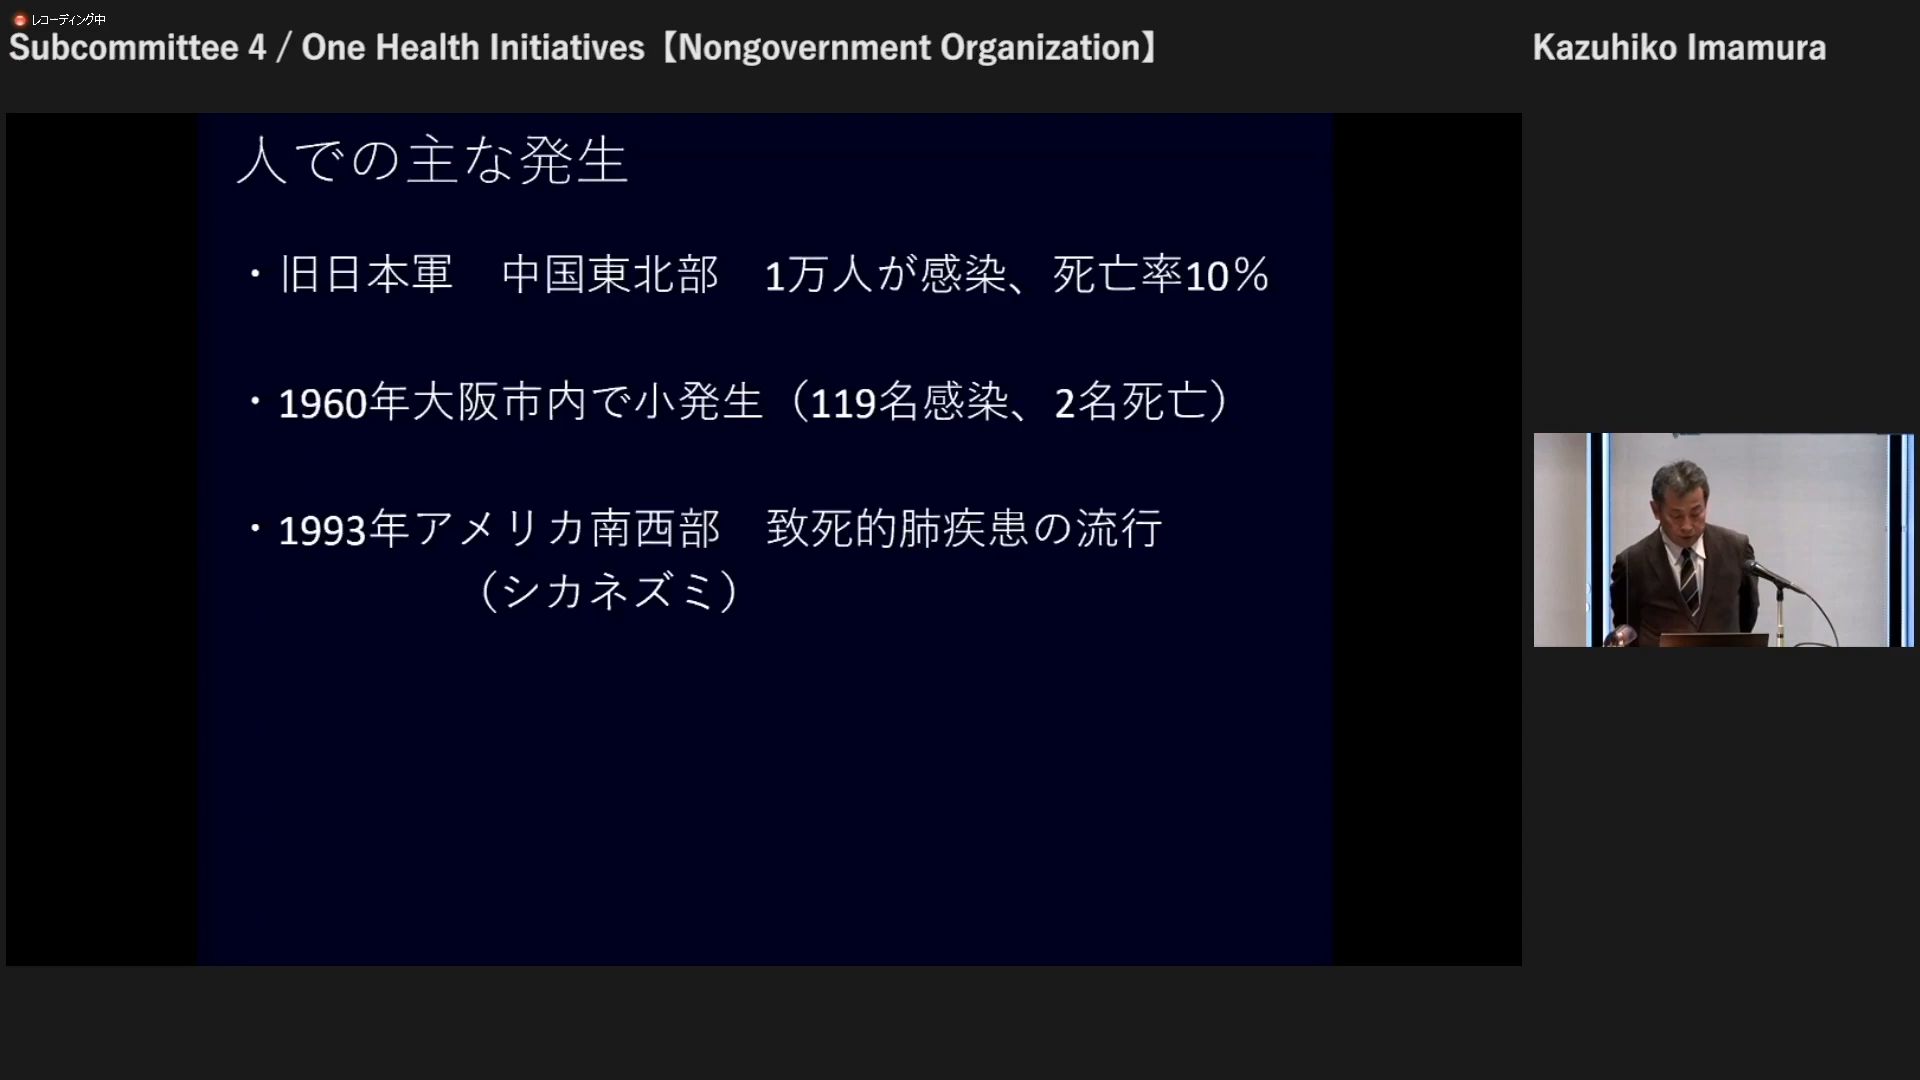 レコーディング中
Subcommittee 4 / One Health Initiatives【Nongovernment Organization】
Kazuhiko Imamura
人での主な発生
・旧日本軍　中国東北部　1万人が感染、死亡率10%
・1960年大阪市内で小発生（119名感染、2名死亡）
・1993年アメリカ南西部　致死的肺疾患の流行
（シカネズミ）